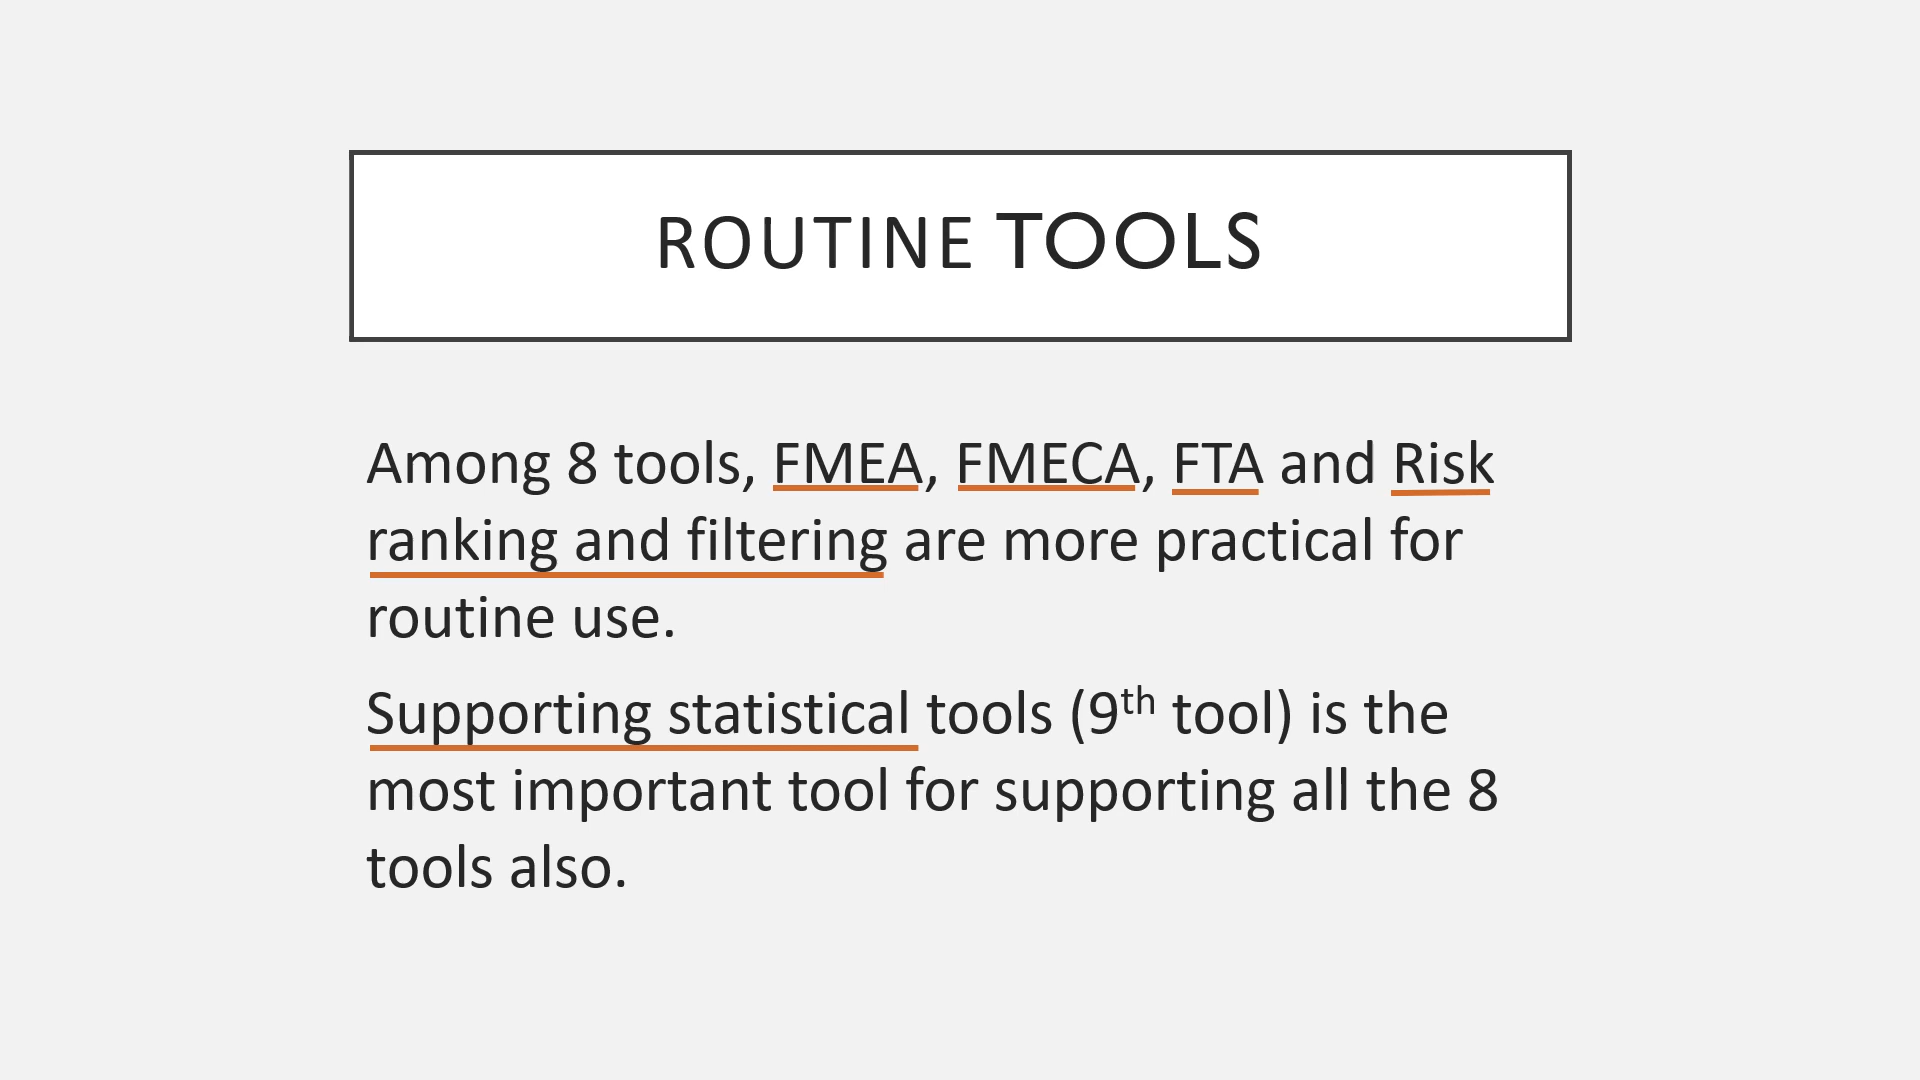 ROUTINE TOOLS
Among 8 tools, FMEA, FMECA, FTA and Risk
ranking and filtering are more practical for
routine use.
Supporting statistical tools (9th tool) is the
most important tool for supporting all the 8
tools also.